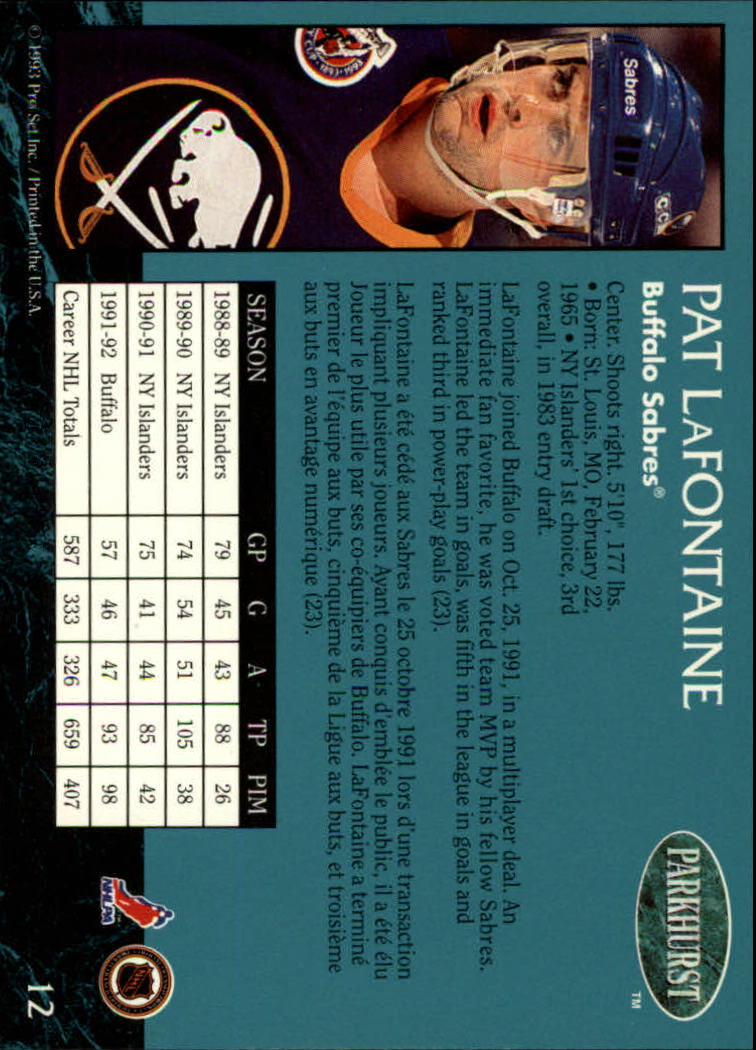 PAT LAFONTAINE
Buffalo Sabres®
PARKHURST
TM
Center. Shoots right. 5'10", 177 lbs.
• Born: St. Louis, MO, February 22,
1965 • NY Islanders' 1st choice, 3rd
overall, in 1983 entry draft.
LaFontaine joined Buffalo on Oct. 25, 1991, in a multiplayer deal. An
immediate fan favorite, he was voted team MVP by his fellow Sabres.
LaFontaine led the team in goals, was fifth in the league in goals and
ranked third in power-play goals (23).
LaFontaine a été cédé aux Sabres le 25 octobre 1991 lors d'une transaction
impliquant plusieurs joueurs. Ayant conquis d'emblée le public, il a été élu
Joueur le plus utile par ses co-équipiers de Buffalo. LaFontaine a terminé
premier de l'équipe aux buts, cinquième de la Ligue aux buts, et troisième
aux buts en avantage numérique (23).
SEASON GP G A TP PIM
1988-89 NY Islanders 79 45 43 88 26
1989-90 NY Islanders 74 54 51 105 38
1990-91 NY Islanders 75 41 44 85 42
1991-92 Buffalo 57 46 47 93 98
Career NHL Totals 587 333 326 659 407
Sabres
CCM
CUP • 1893-1993
© 1993 Pro Set Inc. / Printed in the U.S.A.
NHLPA
NHL
12